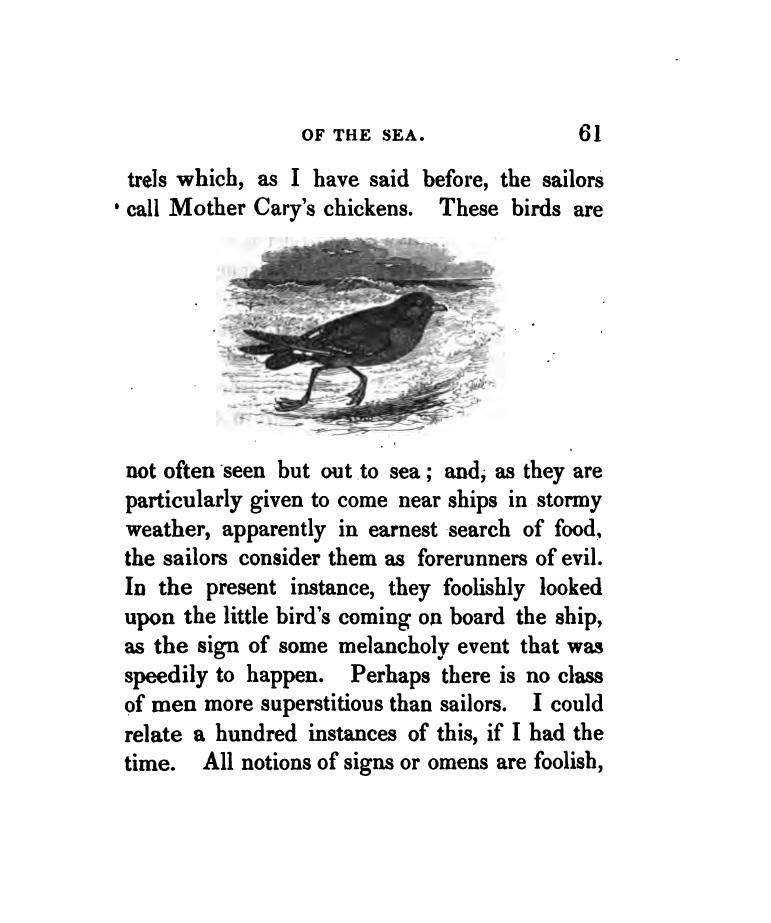 OF THE SEA. 61
trels which, as I have said before, the sailors
call Mother Cary's chickens. These birds are
not often seen but out to sea; and, as they are
particularly given to come near ships in stormy
weather, apparently in earnest search of food,
the sailors consider them as forerunners of evil.
In the present instance, they foolishly looked
upon the little bird's coming on board the ship,
as the sign of some melancholy event that was
speedily to happen. Perhaps there is no class
of men more superstitious than sailors. I could
relate a hundred instances of this, if I had the
time. All notions of signs or omens are foolish,